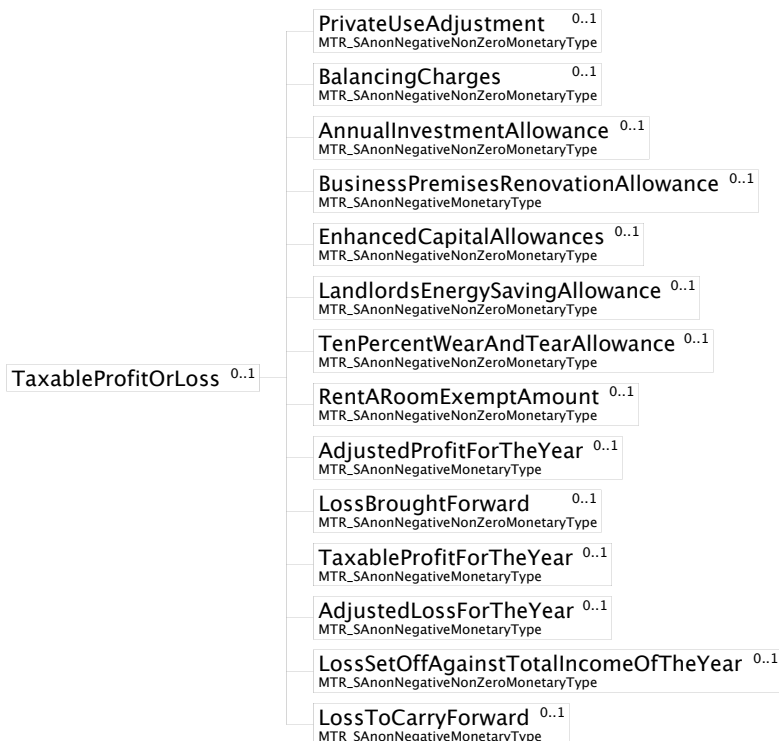 PrivateUseAdjustment 0..1
MTR_SAnonNegativeNonZeroMonetaryType
BalancingCharges 0..1
MTR_SAnonNegativeNonZeroMonetaryType
AnnualInvestmentAllowance 0..1
MTR_SAnonNegativeNonZeroMonetaryType
BusinessPremisesRenovationAllowance 0..1
MTR_SAnonNegativeMonetaryType
EnhancedCapitalAllowances 0..1
MTR_SAnonNegativeNonZeroMonetaryType
LandlordsEnergySavingAllowance 0..1
MTR_SAnonNegativeNonZeroMonetaryType
TenPercentWearAndTearAllowance 0..1
MTR_SAnonNegativeNonZeroMonetaryType
TaxableProfitOrLoss 0..1
RentARoomExemptAmount 0..1
MTR_SAnonNegativeNonZeroMonetaryType
AdjustedProfitForTheYear 0..1
MTR_SAnonNegativeMonetaryType
LossBroughtForward 0..1
MTR_SAnonNegativeNonZeroMonetaryType
TaxableProfitForTheYear 0..1
MTR_SAnonNegativeMonetaryType
AdjustedLossForTheYear 0..1
MTR_SAnonNegativeMonetaryType
LossSetOffAgainstTotalIncomeOfTheYear 0..1
MTR_SAnonNegativeNonZeroMonetaryType
LossToCarryForward 0..1
MTR_SAnonNegativeMonetaryType